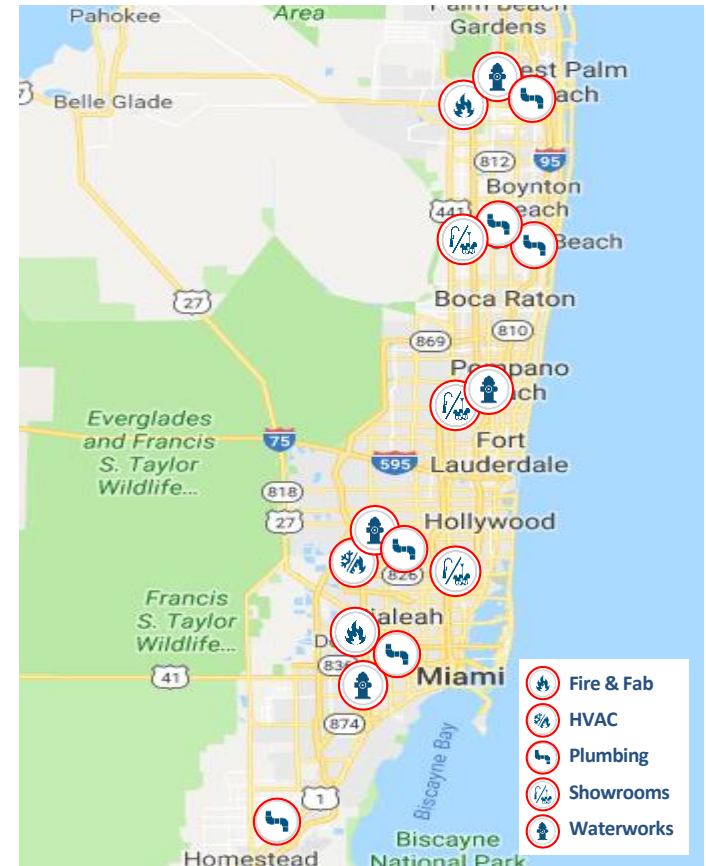 Pahokee
Area
Palm Beach
Gardens
est Palm
ach
Belle Glade
812
95
Boynton
each
441
Beach
27
Boca Raton
810
869
Pompano
ch
Everglades
and Francis
S. Taylor
Wildlife...
75
Fort
Lauderdale
595
818
27
Hollywood
826
Francis
S. Taylor
Wildlife...
ialeah
836
41
Miami
874
Biscayne Bay
1
Homestead
Biscayne
National Park
Fire & Fab
HVAC
Plumbing
Showrooms
Waterworks